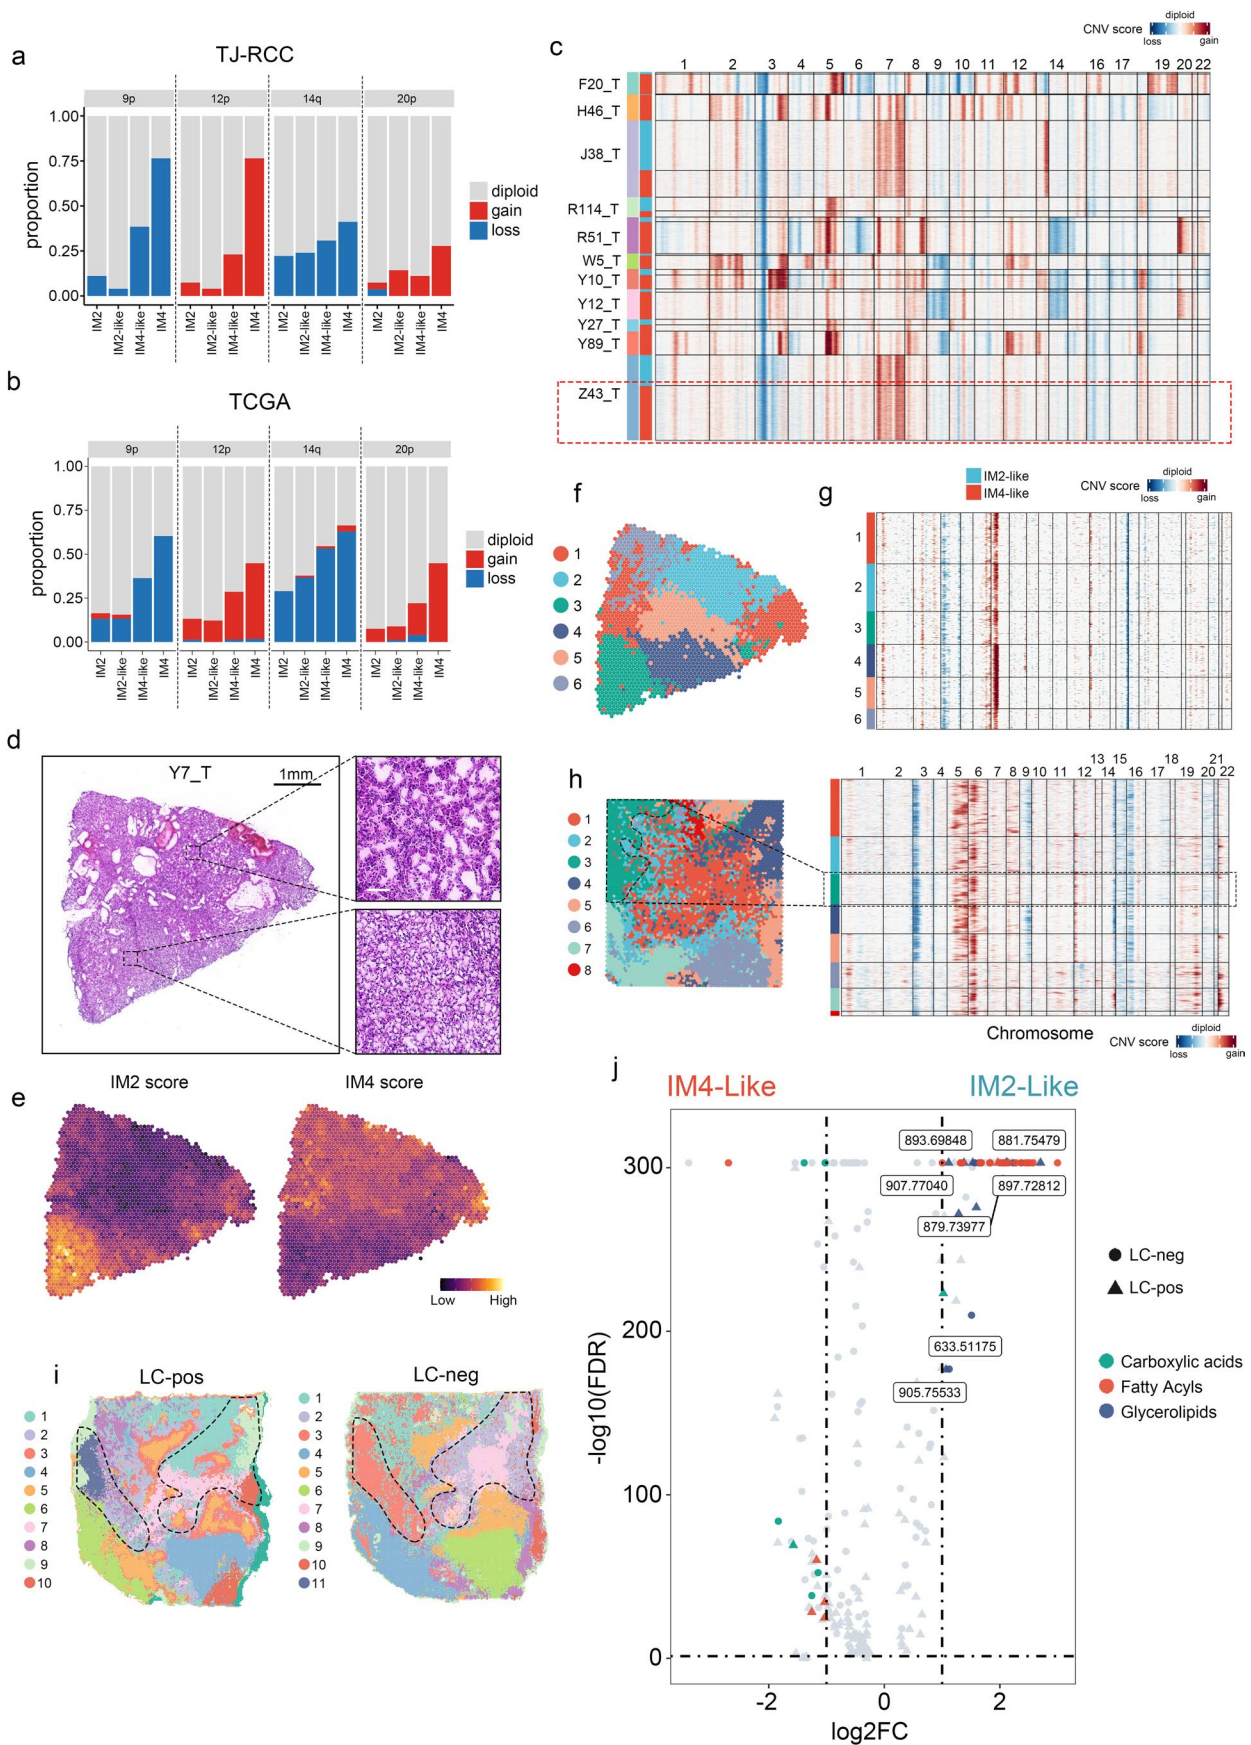 a
TJ-RCC
9p 12p 14q 20p
1.00
0.75
0.50
0.25
0.00
proportion
IM2 IM2-like IM4-like IM4 IM2 IM2-like IM4-like IM4 IM2 IM2-like IM4-like IM4 IM2 IM2-like IM4-like IM4
diploid
gain
loss
b
TCGA
9p 12p 14q 20p
1.00
0.75
0.50
0.25
0.00
proportion
IM2 IM2-like IM4-like IM4 IM2 IM2-like IM4-like IM4 IM2 IM2-like IM4-like IM4 IM2 IM2-like IM4-like IM4
diploid
gain
loss
c
diploid
CNV score
loss gain
1 2 3 4 5 6 7 8 9 10 11 12 14 16 17 19 20 22
F20_T
H46_T
J38_T
R114_T
R51_T
W5_T
Y10_T
Y12_T
Y27_T
Y89_T
Z43_T
IM2-like
IM4-like
d
Y7_T
1mm
e
IM2 score
IM4 score
Low High
f
1
2
3
4
5
6
g
diploid
CNV score
loss gain
1
2
3
4
5
6
h
1
2
3
4
5
6
7
8
13 15 18 21
1 2 3 4 5 6 7 8 9 10 12 14 16 17 19 20 22
Chromosome
diploid
CNV score
loss gain
i
LC-pos
1
2
3
4
5
6
7
8
9
10
LC-neg
1
2
3
4
5
6
7
8
9
10
11
j
IM4-Like
IM2-Like
893.69848
881.75479
907.77040
897.72812
879.73977
633.51175
905.75533
300
200
100
0
-log10(FDR)
-2 0 2
log2FC
LC-neg
LC-pos
Carboxylic acids
Fatty Acyls
Glycerolipids